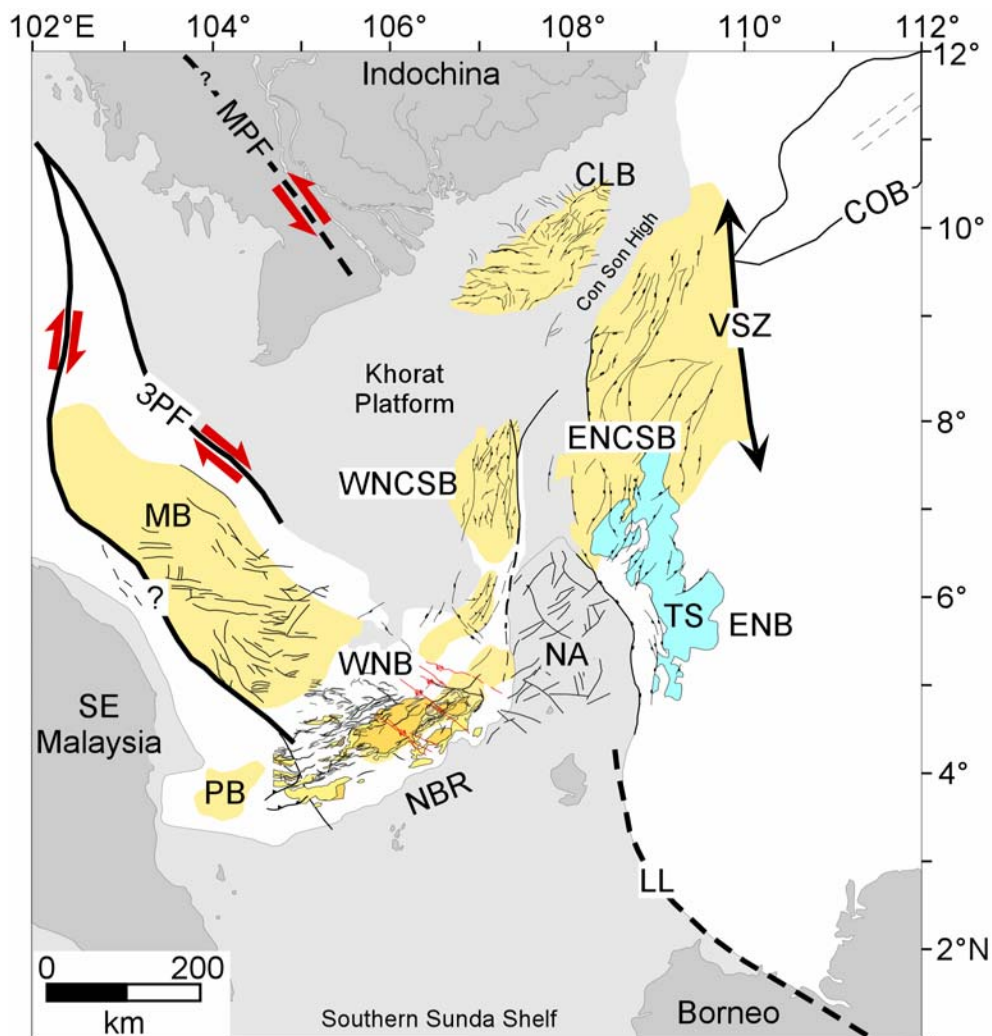 102°E 104° 106° 108° 110° 112°
12°
Indochina
?
MPF
CLB
COB
10°
Con Son High
VSZ
Khorat
Platform
3PF
8°
ENCSB
WNCSB
MB
?
6°
TS
ENB
NA
WNB
SE
Malaysia
4°
PB
NBR
LL
0 200
km
2°N
Borneo
Southern Sunda Shelf